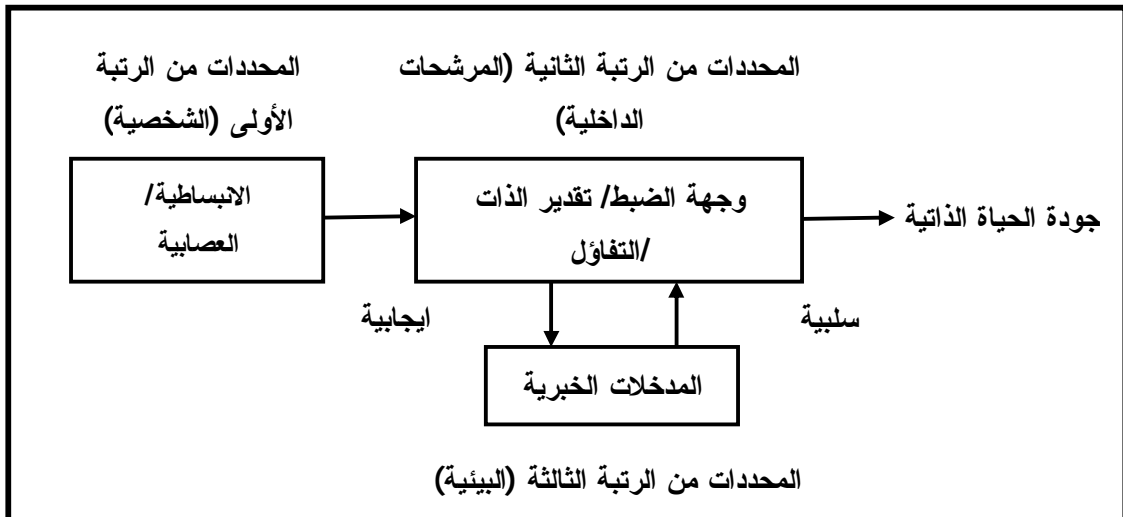 المحددات من الرتبة
الأولى (الشخصية)
المحددات من الرتبة الثانية (المرشحات
الداخلية)
الانبساطية/
العصابية
وجهة الضبط/ تقدير الذات
/التفاؤل
جودة الحياة الذاتية
ايجابية
سلبية
المدخلات الخبرية
المحددات من الرتبة الثالثة (البيئية)